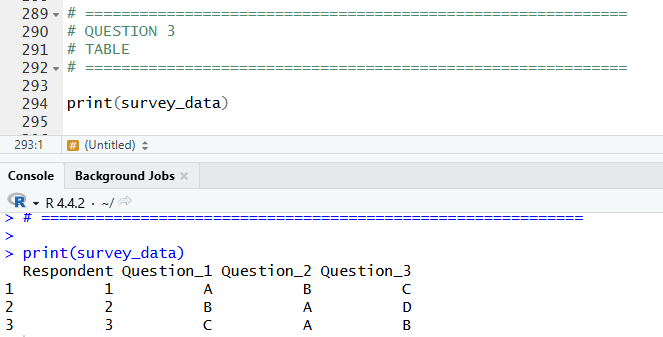 289 # ============================================================
290 # QUESTION 3
291 # TABLE
292 # ============================================================
293
294 print(survey_data)
295
293:1 # (Untitled)
Console Background Jobs
R R 4.4.2 · ~/
> # ============================================================
>
> print(survey_data)
  Respondent Question_1 Question_2 Question_3
1          1          A          B          C
2          2          B          A          D
3          3          C          A          B